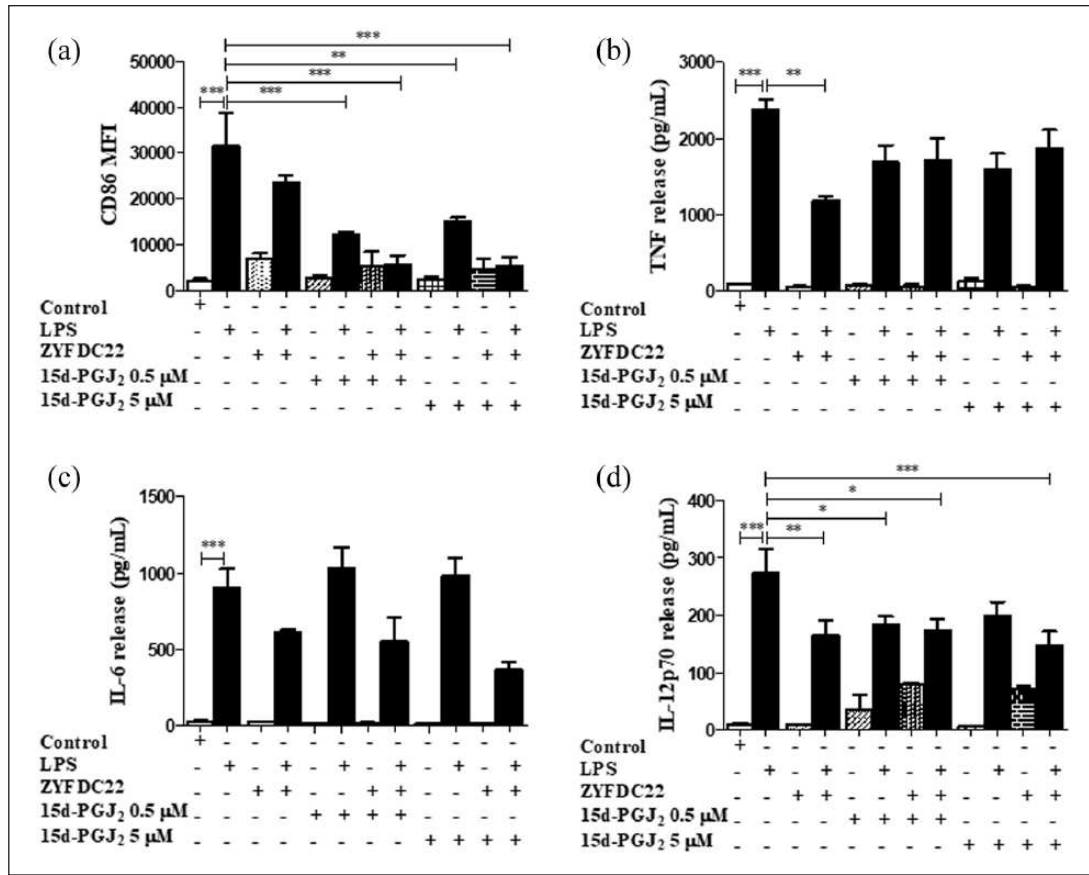 (a)
***
**
***
***
***
50000
40000
30000
20000
10000
0
CD86 MFI
Control + - - - - - - - - - - -
LPS - + - + - + - + - + - +
ZYFDC22 - - + + - - + + - - + +
15d-PGJ₂ 0.5 µM - - - - + + + + - - - -
15d-PGJ₂ 5 µM - - - - - - - - + + + +
(b)
*** **
3000
2000
1000
0
TNF release (pg/mL)
Control + - - - - - - - - - - -
LPS - + - + - + - + - + - +
ZYFDC22 - - + + - - + + - - + +
15d-PGJ₂ 0.5 µM - - - - + + + + - - - -
15d-PGJ₂ 5 µM - - - - - - - - + + + +
(c)
***
1500
1000
500
0
IL-6 release (pg/mL)
Control + - - - - - - - - - - -
LPS - + - + - + - + - + - +
ZYFDC22 - - + + - - + + - - + +
15d-PGJ₂ 0.5 µM - - - - + + + + - - - -
15d-PGJ₂ 5 µM - - - - - - - - + + + +
(d)
***
*
*
*** **
400
300
200
100
0
IL-12p70 release (pg/mL)
Control + - - - - - - - - - - -
LPS - + - + - + - + - + - +
ZYFDC22 - - + + - - + + - - + +
15d-PGJ₂ 0.5 µM - - - - + + + + - - - -
15d-PGJ₂ 5 µM - - - - - - - - + + + +